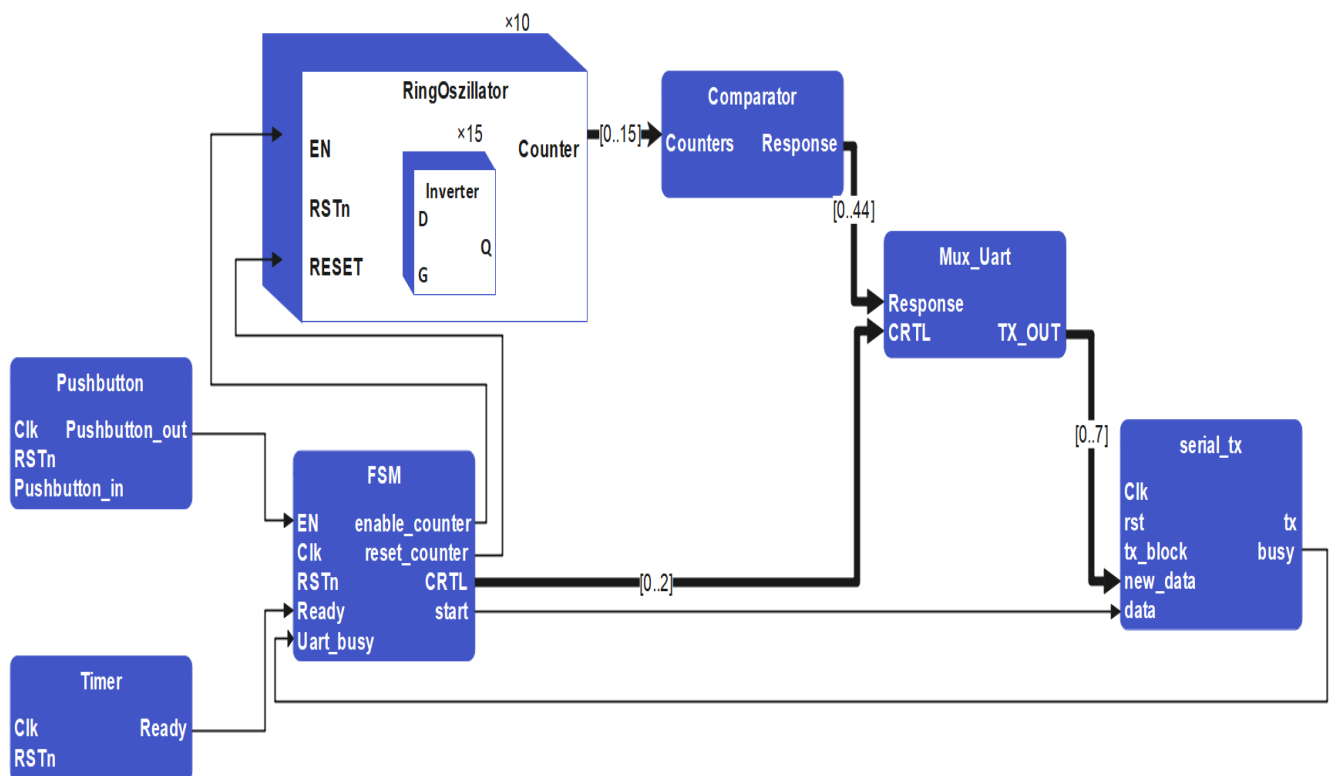 ×10
RingOszillator
EN
RSTn
RESET
Counter
×15
Inverter
D
G
Q
[0..15]
Comparator
Counters Response
[0..44]
Mux_Uart
Response
CRTL TX_OUT
[0..7]
Pushbutton
Clk Pushbutton_out
RSTn
Pushbutton_in
FSM
EN enable_counter
Clk reset_counter
RSTn CRTL
Ready start
Uart_busy
[0..2]
serial_tx
Clk
rst tx
tx_block busy
new_data
data
Timer
Clk Ready
RSTn